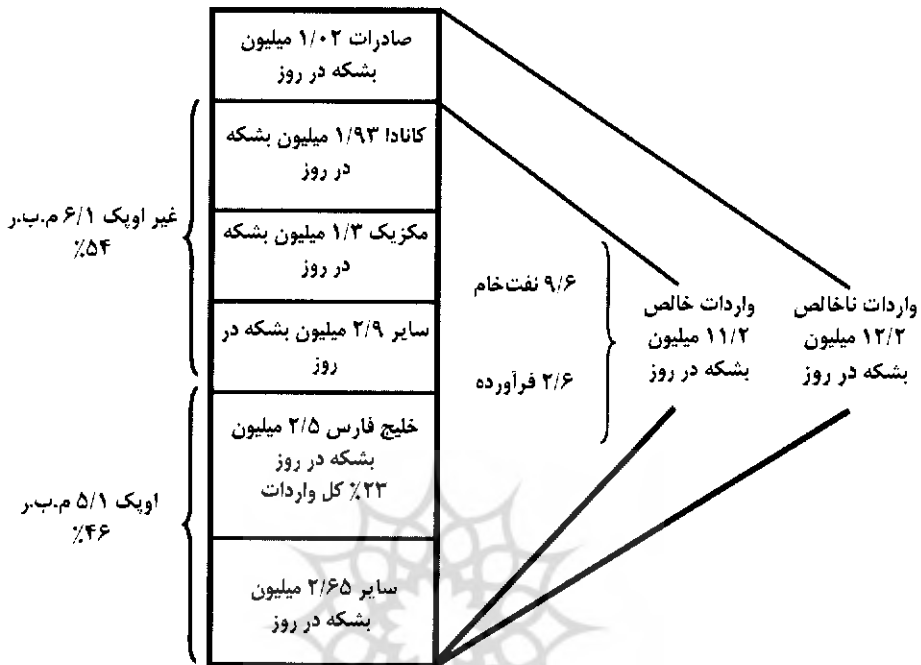 صادرات ۱/۰۲ میلیون
بشکه در روز
کانادا ۱/۹۳ میلیون بشکه
در روز
مکزیک ۱/۳ میلیون بشکه
در روز
سایر ۲/۹ میلیون بشکه در
روز
خلیج فارس ۲/۵ میلیون
بشکه در روز
۲۳٪ کل واردات
سایر ۲/۶۵ میلیون
بشکه در روز
غیر اوپک ۶/۱ م.ب.ر
٪۵۴
اوپک ۵/۱ م.ب.ر
٪۴۶
۹/۶ نفت‌خام
۲/۶ فرآورده
واردات خالص
۱۱/۲ میلیون
بشکه در روز
واردات ناخالص
۱۲/۲ میلیون
بشکه در روز